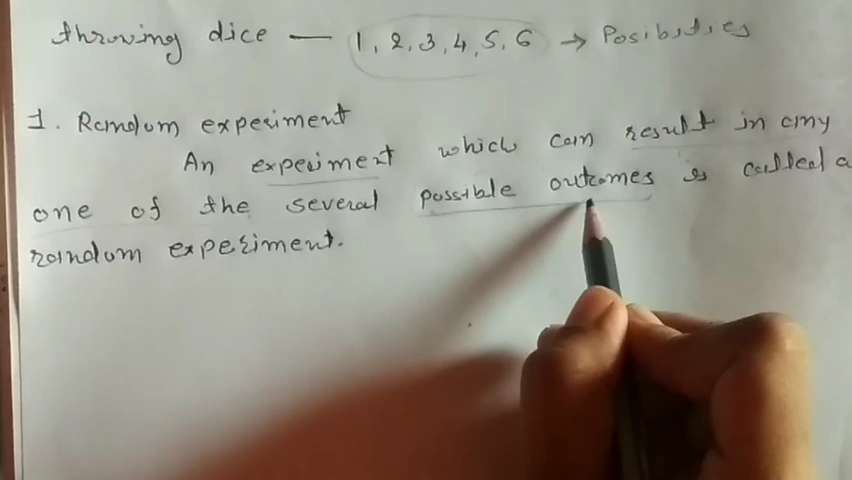 throwing dice — 1, 2, 3, 4, 5, 6 → Posibities
1. Random experiment
An experiment which can result in any
one of the several possible outcomes is called a
random experiment.